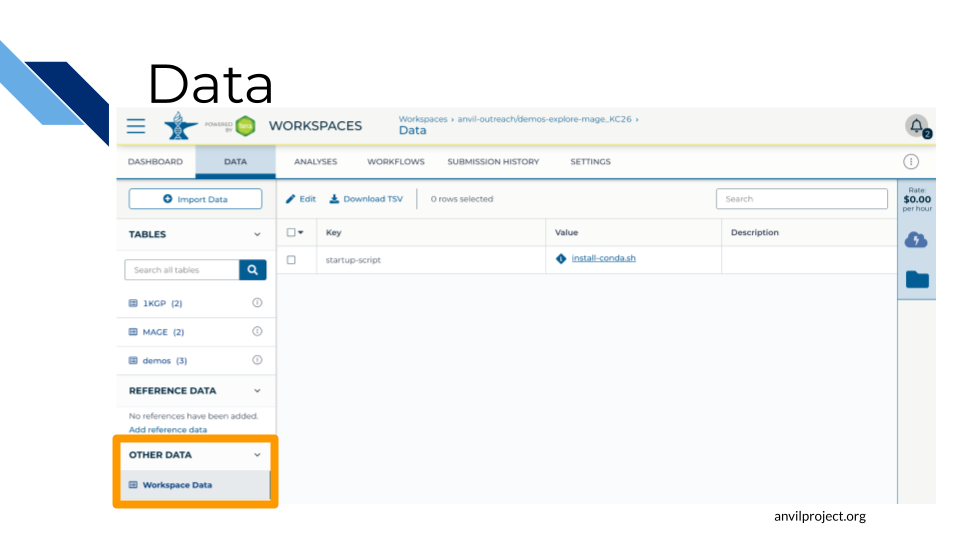 Data
POWERED BY terra
WORKSPACES
Workspaces › anvil-outreach/demos-explore-mage_KC26 ›
Data
2
DASHBOARD DATA ANALYSES WORKFLOWS SUBMISSION HISTORY SETTINGS
Import Data
Edit Download TSV 0 rows selected
Search
Rate:
$0.00
per hour
TABLES
Key Value Description
Search all tables
startup-script install-conda.sh
1KGP (2)
MAGE (2)
demos (3)
REFERENCE DATA
No references have been added.
Add reference data
OTHER DATA
Workspace Data
anvilproject.org